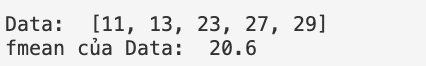 Data:  [11, 13, 23, 27, 29]
fmean của Data:  20.6